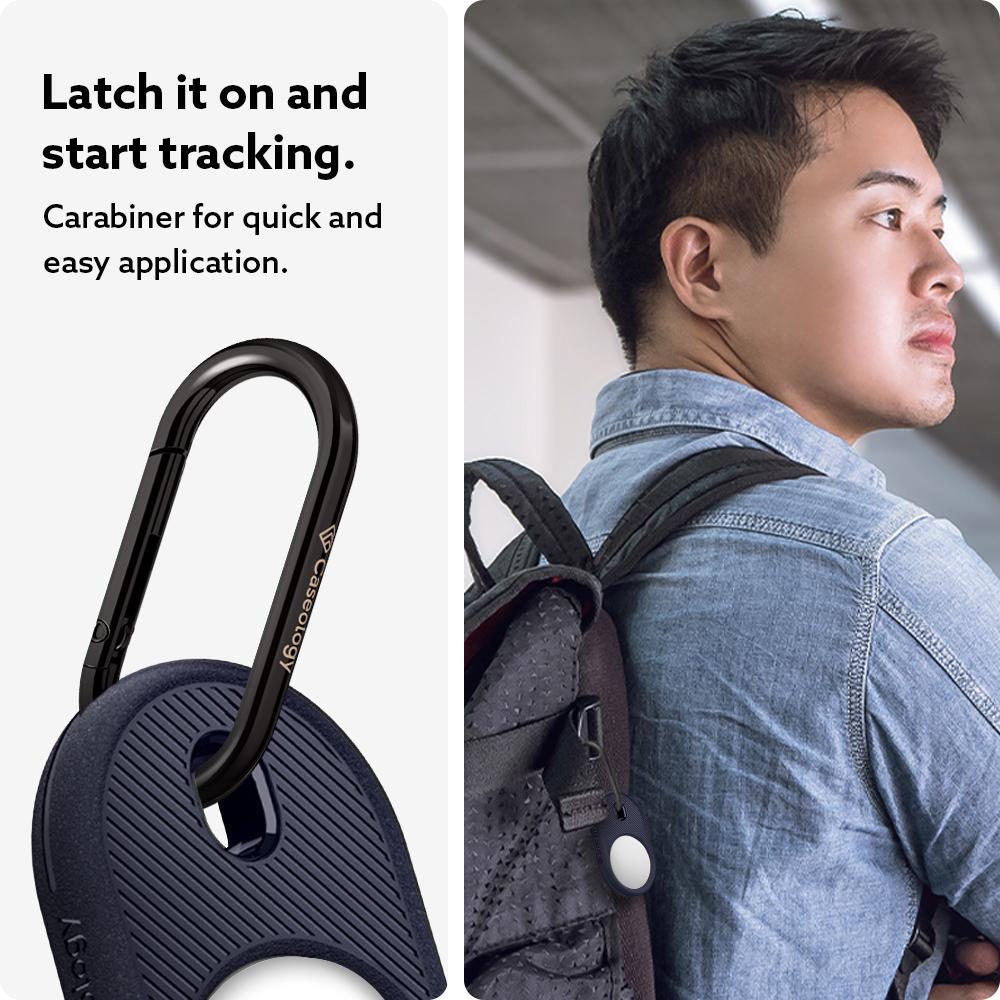 Latch it on and
start tracking.
Carabiner for quick and
easy application.
Caseology